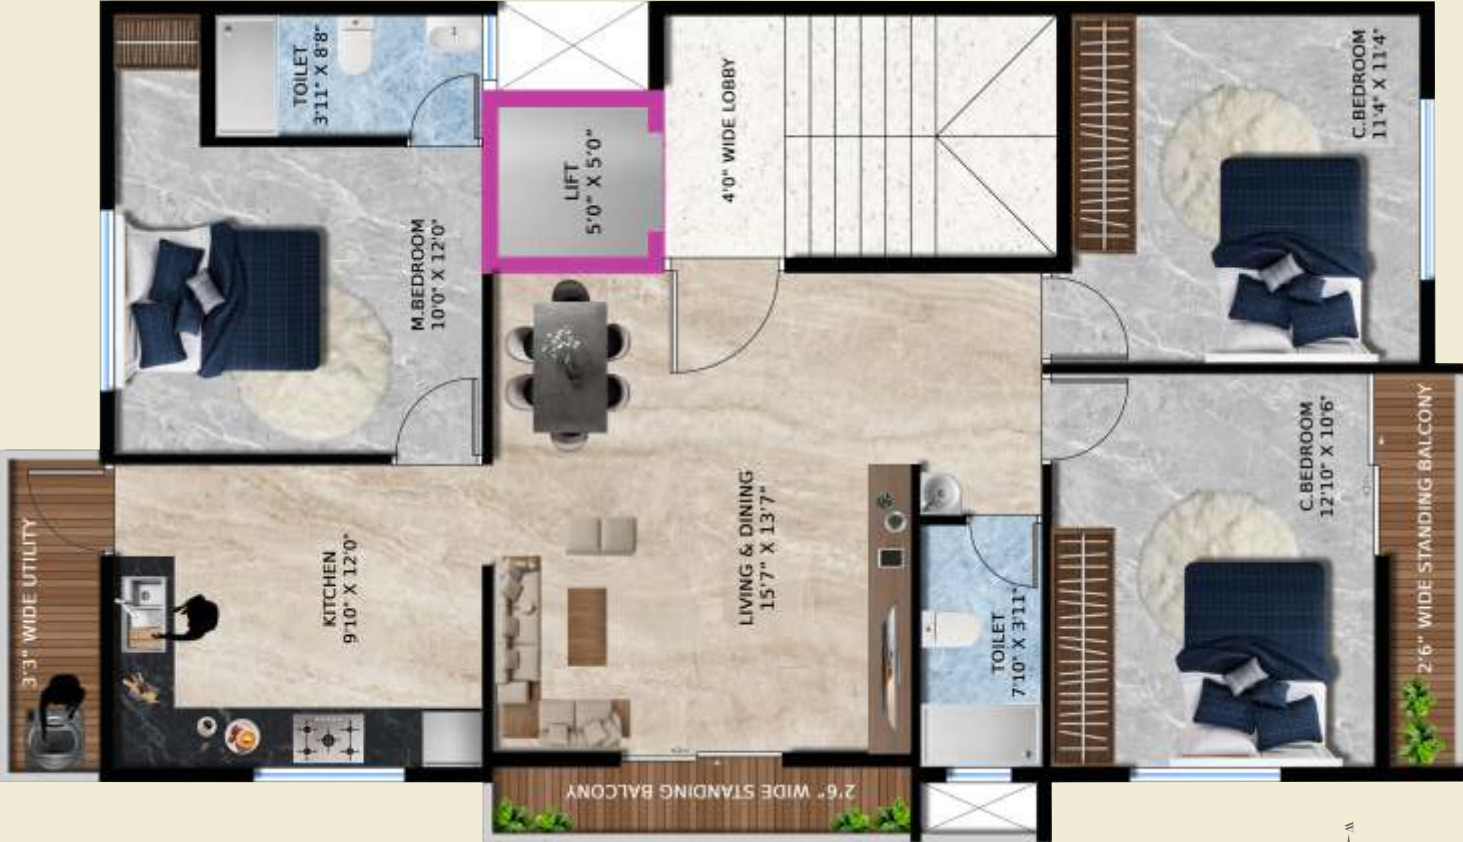 TOILET
3'11" X 8'8"
M.BEDROOM
10'0" X 12'0"
LIFT
5'0" X 5'0"
4'0" WIDE LOBBY
C.BEDROOM
11'4" X 11'4"
3'3" WIDE UTILITY
KITCHEN
9'10" X 12'0"
LIVING & DINING
15'7" X 13'7"
TOILET
7'10" X 3'11"
C.BEDROOM
12'10" X 10'6"
2'6" WIDE STANDING BALCONY
2'6" WIDE STANDING BALCONY
W